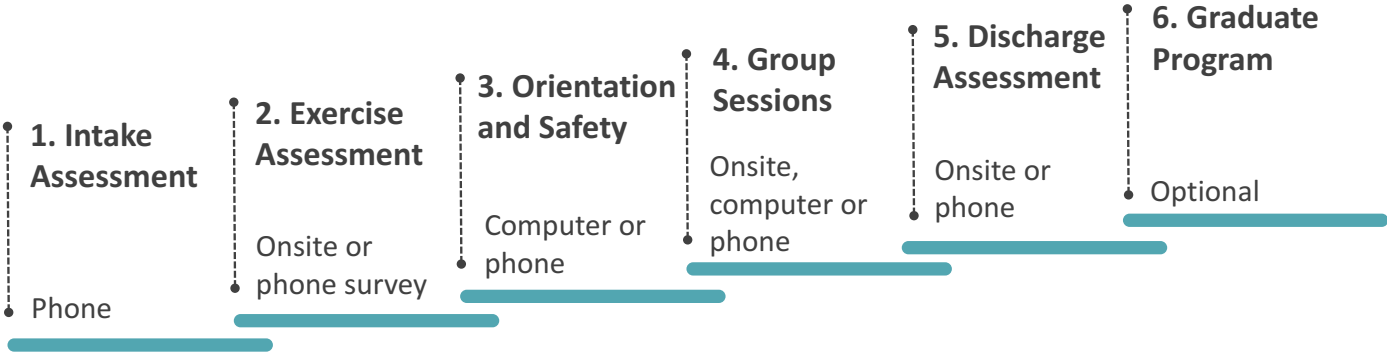 1. Intake
Assessment
Phone
2. Exercise
Assessment
Onsite or
phone survey
3. Orientation
and Safety
Computer or
phone
4. Group
Sessions
Onsite,
computer or
phone
5. Discharge
Assessment
Onsite or
phone
6. Graduate
Program
Optional